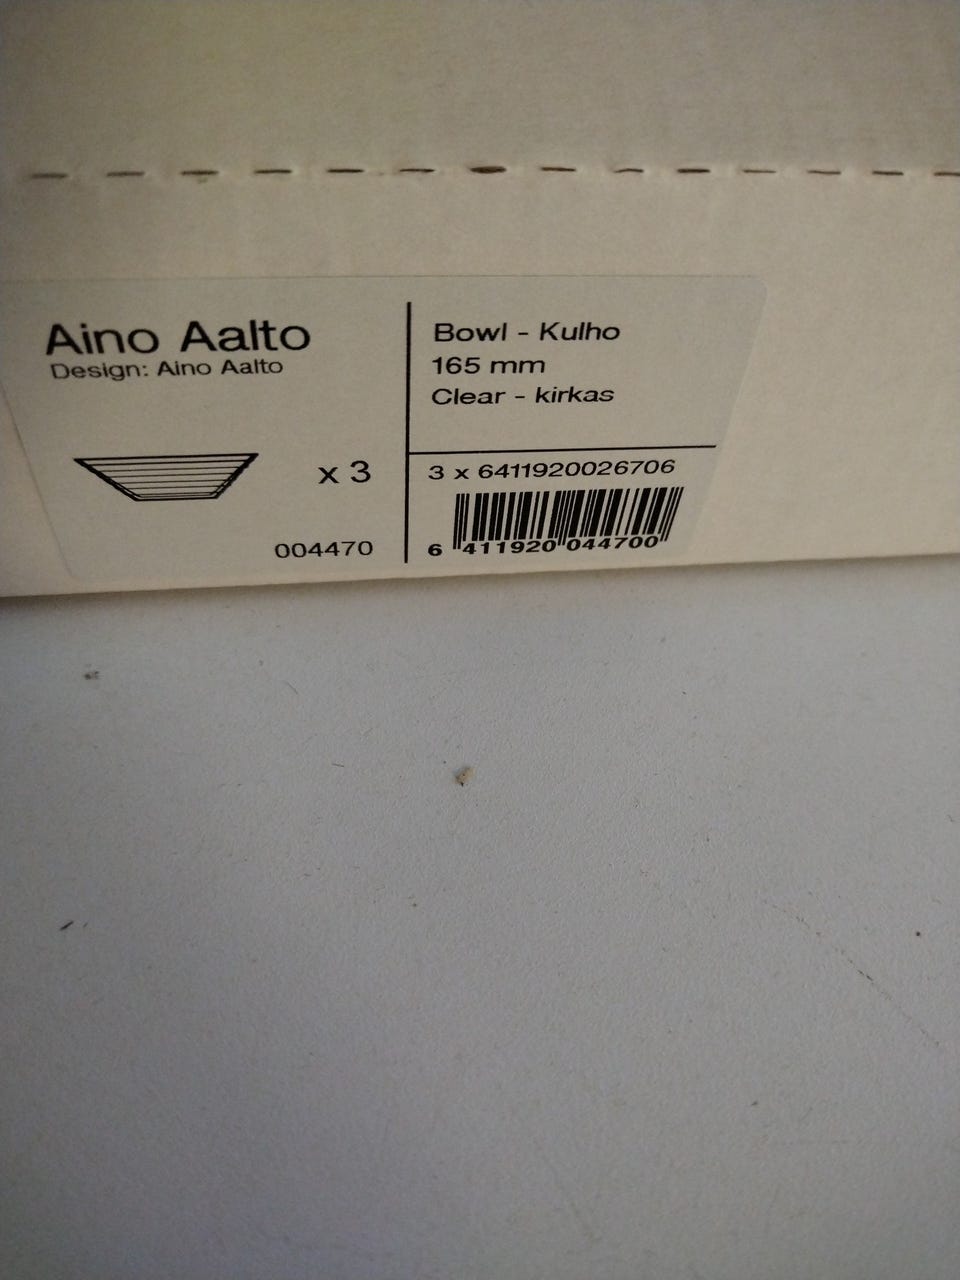 Aino Aalto
Design: Aino Aalto
x 3
004470
Bowl - Kulho
165 mm
Clear - kirkas
3 x 6411920026706
6 411920 044700